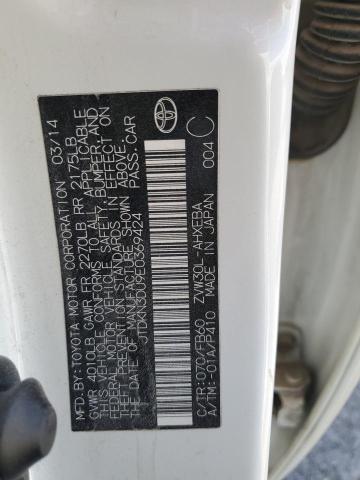 MFD. BY: TOYOTA MOTOR CORPORATION 03/14
GVWR 4010LB GAWR FR 2270LB RR 2175LB
THIS VEHICLE CONFORMS TO ALL APPLICABLE
FEDERAL MOTOR VEHICLE SAFETY, BUMPER, AND
THEFT PREVENTION STANDARDS IN EFFECT ON
THE DATE OF MANUFACTURE SHOWN ABOVE.
PASS. CAR
C/TR:070/FB60 ZVW30L-AHXEBA
A/TM:-01A/P410 MADE IN JAPAN 004 C